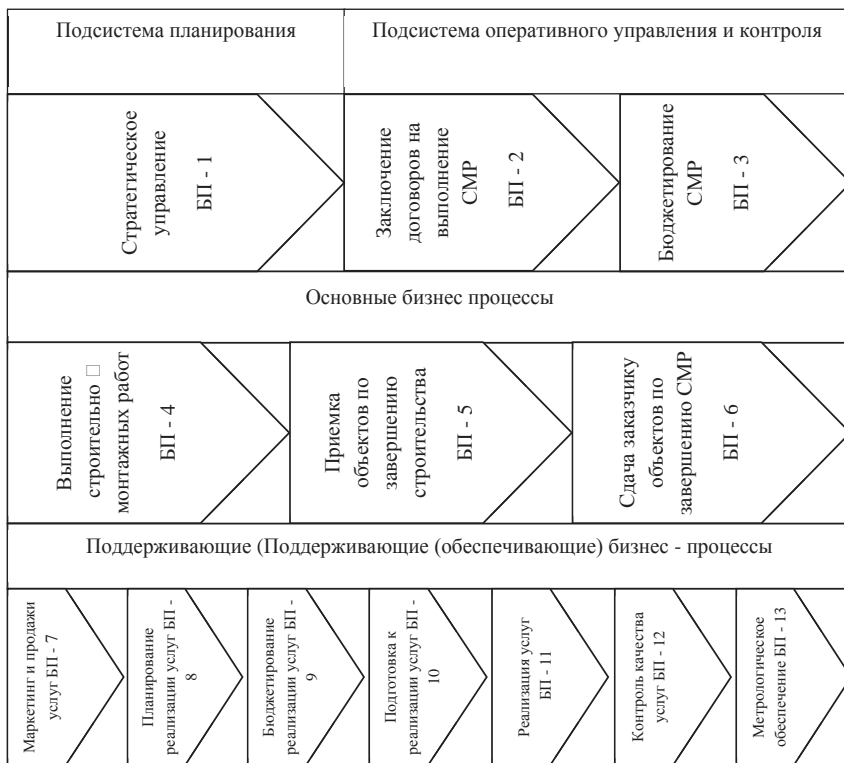 Подсистема планирования
Подсистема оперативного управления и контроля
Стратегическое
управление
БП - 1
Заключение
договоров на
выполнение
СМР
БП - 2
Бюджетирование
СМР
БП - 3
Основные бизнес процессы
Выполнение
строительно □
монтажных работ
БП - 4
Приемка
объектов по
завершению
строительства
БП - 5
Сдача заказчику
объектов по
завершению СМР
БП - 6
Поддерживающие (Поддерживающие (обеспечивающие) бизнес - процессы
Маркетинг и продажи
услуг БП - 7
Планирование
реализации услуг БП -
8
Бюджетирование
реализации услуг БП -
9
Подготовка к
реализации услуг БП -
10
Реализация услуг
БП - 11
Контроль качества
услуг БП - 12
Метрологическое
обеспечение БП - 13